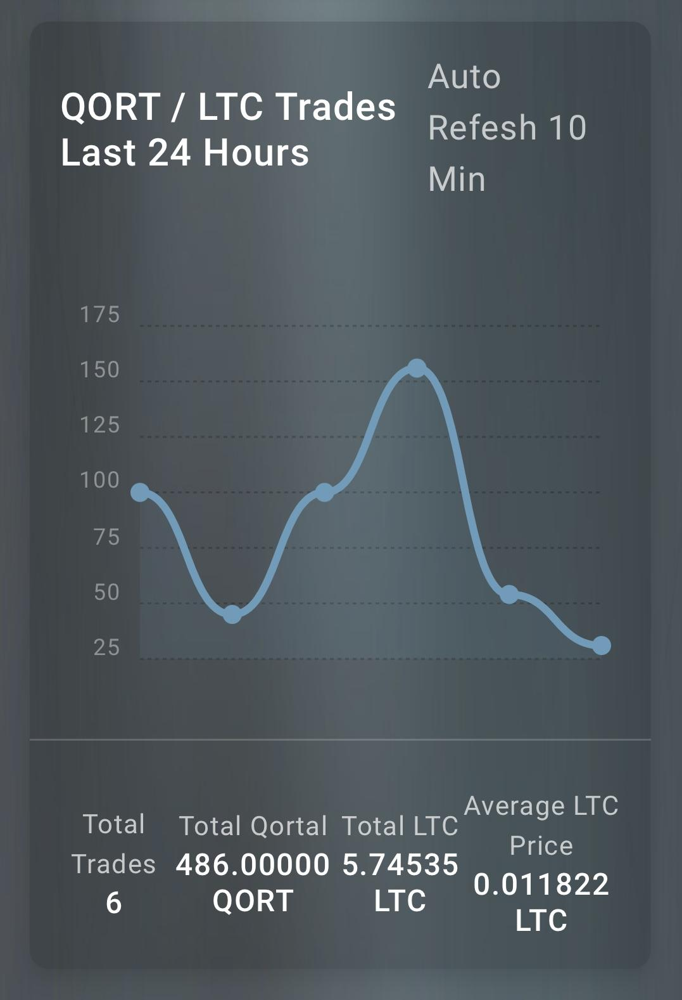 QORT / LTC Trades
Last 24 Hours
Auto
Refesh 10
Min
175
150
125
100
75
50
25
Total
Trades
6
Total Qortal
486.00000
QORT
Total LTC
5.74535
LTC
Average LTC
Price
0.011822
LTC